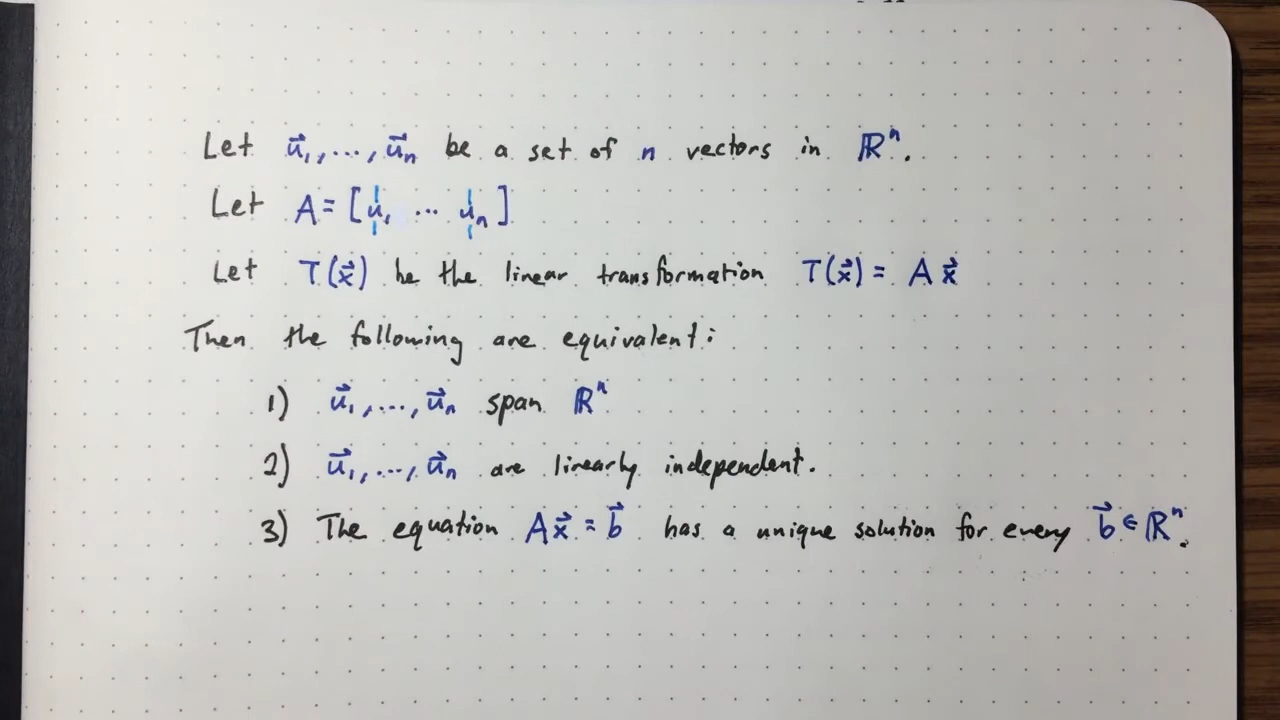 Let u⃗₁, ..., u⃗ₙ be a set of n vectors in ℝⁿ.
Let A = [u₁ ... uₙ]
Let T(x⃗) be the linear transformation T(x⃗) = A x⃗
Then the following are equivalent:
1) u⃗₁, ..., u⃗ₙ span ℝⁿ
2) u⃗₁, ..., u⃗ₙ are linearly independent.
3) The equation Ax⃗ = b⃗ has a unique solution for every b⃗ ∈ ℝⁿ.